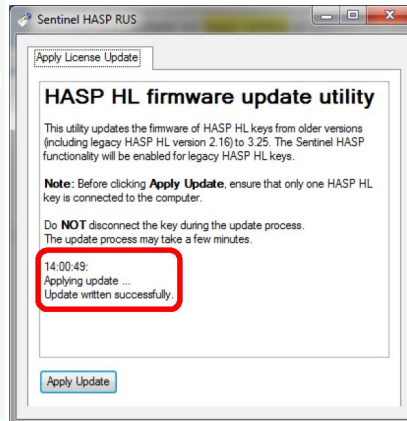 Sentinel HASP RUS
Apply License Update
HASP HL firmware update utility
This utility updates the firmware of HASP HL keys from older versions
(including legacy HASP HL version 2.16) to 3.25. The Sentinel HASP
functionality will be enabled for legacy HASP HL keys.
Note: Before clicking Apply Update, ensure that only one HASP HL
key is connected to the computer.
Do NOT disconnect the key during the update process.
The update process may take a few minutes.
14:00:49:
Applying update ...
Update written successfully.
Apply Update